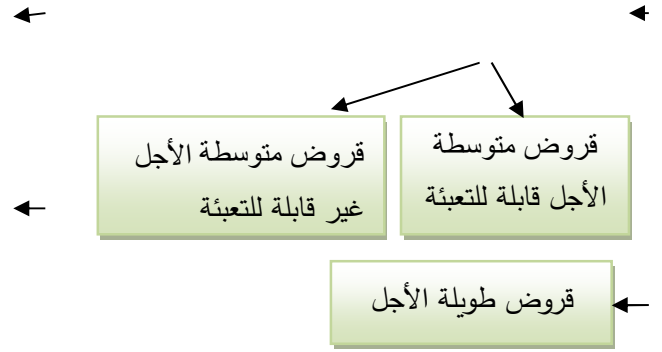 قروض متوسطة
الأجل قابلة للتعبئة
قروض متوسطة الأجل
غير قابلة للتعبئة
قروض طويلة الأجل